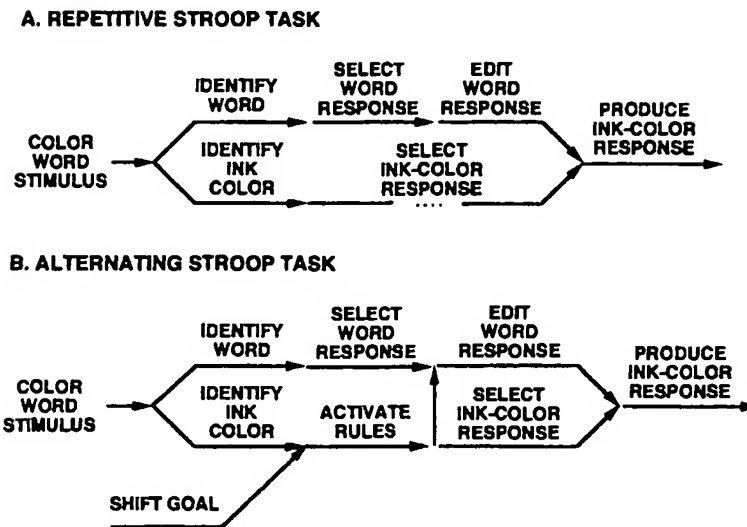 A. REPETITIVE STROOP TASK
IDENTIFY
WORD
SELECT
WORD
RESPONSE
EDIT
WORD
RESPONSE
PRODUCE
INK-COLOR
RESPONSE
COLOR
WORD
STIMULUS
IDENTIFY
INK
COLOR
SELECT
INK-COLOR
RESPONSE
....
B. ALTERNATING STROOP TASK
IDENTIFY
WORD
SELECT
WORD
RESPONSE
EDIT
WORD
RESPONSE
PRODUCE
INK-COLOR
RESPONSE
COLOR
WORD
STIMULUS
IDENTIFY
INK
COLOR
ACTIVATE
RULES
SELECT
INK-COLOR
RESPONSE
SHIFT GOAL